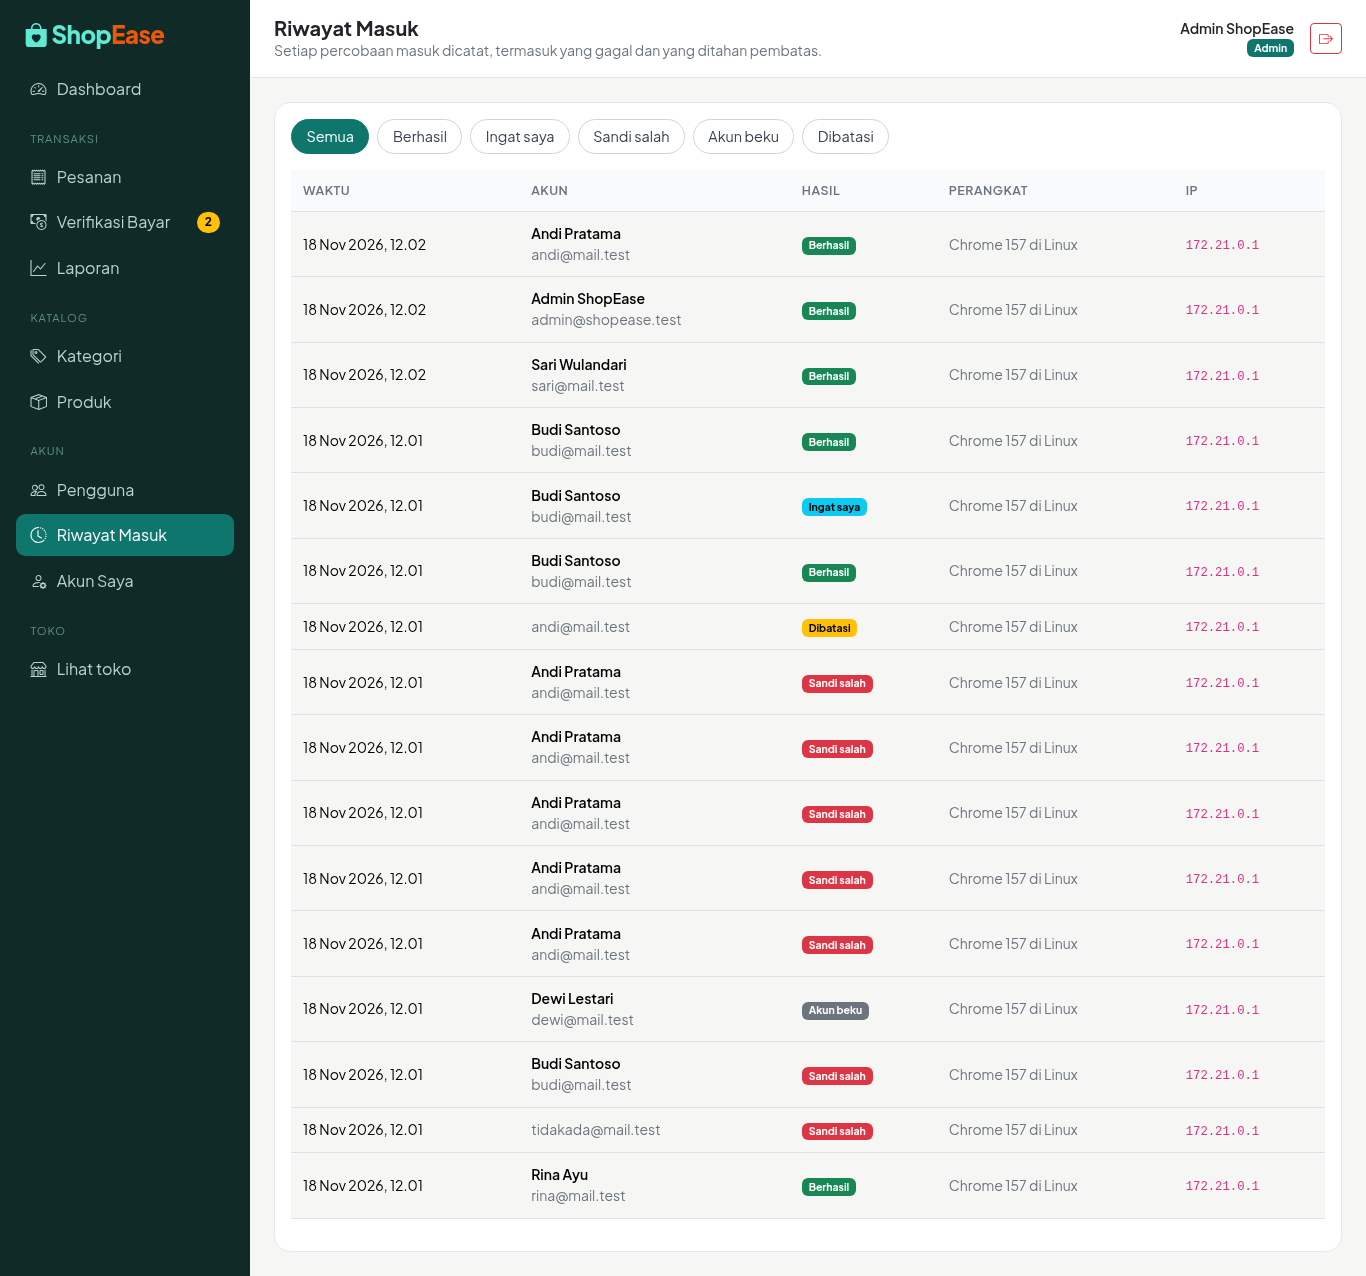 ShopEase
Dashboard
TRANSAKSI
Pesanan
Verifikasi Bayar 2
Laporan
KATALOG
Kategori
Produk
AKUN
Pengguna
Riwayat Masuk
Akun Saya
TOKO
Lihat toko
Riwayat Masuk
Setiap percobaan masuk dicatat, termasuk yang gagal dan yang ditahan pembatas.
Admin ShopEase
Admin
Semua Berhasil Ingat saya Sandi salah Akun beku Dibatasi
WAKTU AKUN HASIL PERANGKAT IP
18 Nov 2026, 12.02 Andi Pratama Berhasil Chrome 157 di Linux 172.21.0.1
andi@mail.test
18 Nov 2026, 12.02 Admin ShopEase Berhasil Chrome 157 di Linux 172.21.0.1
admin@shopease.test
18 Nov 2026, 12.02 Sari Wulandari Berhasil Chrome 157 di Linux 172.21.0.1
sari@mail.test
18 Nov 2026, 12.01 Budi Santoso Berhasil Chrome 157 di Linux 172.21.0.1
budi@mail.test
18 Nov 2026, 12.01 Budi Santoso Ingat saya Chrome 157 di Linux 172.21.0.1
budi@mail.test
18 Nov 2026, 12.01 Budi Santoso Berhasil Chrome 157 di Linux 172.21.0.1
budi@mail.test
18 Nov 2026, 12.01 andi@mail.test Dibatasi Chrome 157 di Linux 172.21.0.1
18 Nov 2026, 12.01 Andi Pratama Sandi salah Chrome 157 di Linux 172.21.0.1
andi@mail.test
18 Nov 2026, 12.01 Andi Pratama Sandi salah Chrome 157 di Linux 172.21.0.1
andi@mail.test
18 Nov 2026, 12.01 Andi Pratama Sandi salah Chrome 157 di Linux 172.21.0.1
andi@mail.test
18 Nov 2026, 12.01 Andi Pratama Sandi salah Chrome 157 di Linux 172.21.0.1
andi@mail.test
18 Nov 2026, 12.01 Andi Pratama Sandi salah Chrome 157 di Linux 172.21.0.1
andi@mail.test
18 Nov 2026, 12.01 Dewi Lestari Akun beku Chrome 157 di Linux 172.21.0.1
dewi@mail.test
18 Nov 2026, 12.01 Budi Santoso Sandi salah Chrome 157 di Linux 172.21.0.1
budi@mail.test
18 Nov 2026, 12.01 tidakada@mail.test Sandi salah Chrome 157 di Linux 172.21.0.1
18 Nov 2026, 12.01 Rina Ayu Berhasil Chrome 157 di Linux 172.21.0.1
rina@mail.test